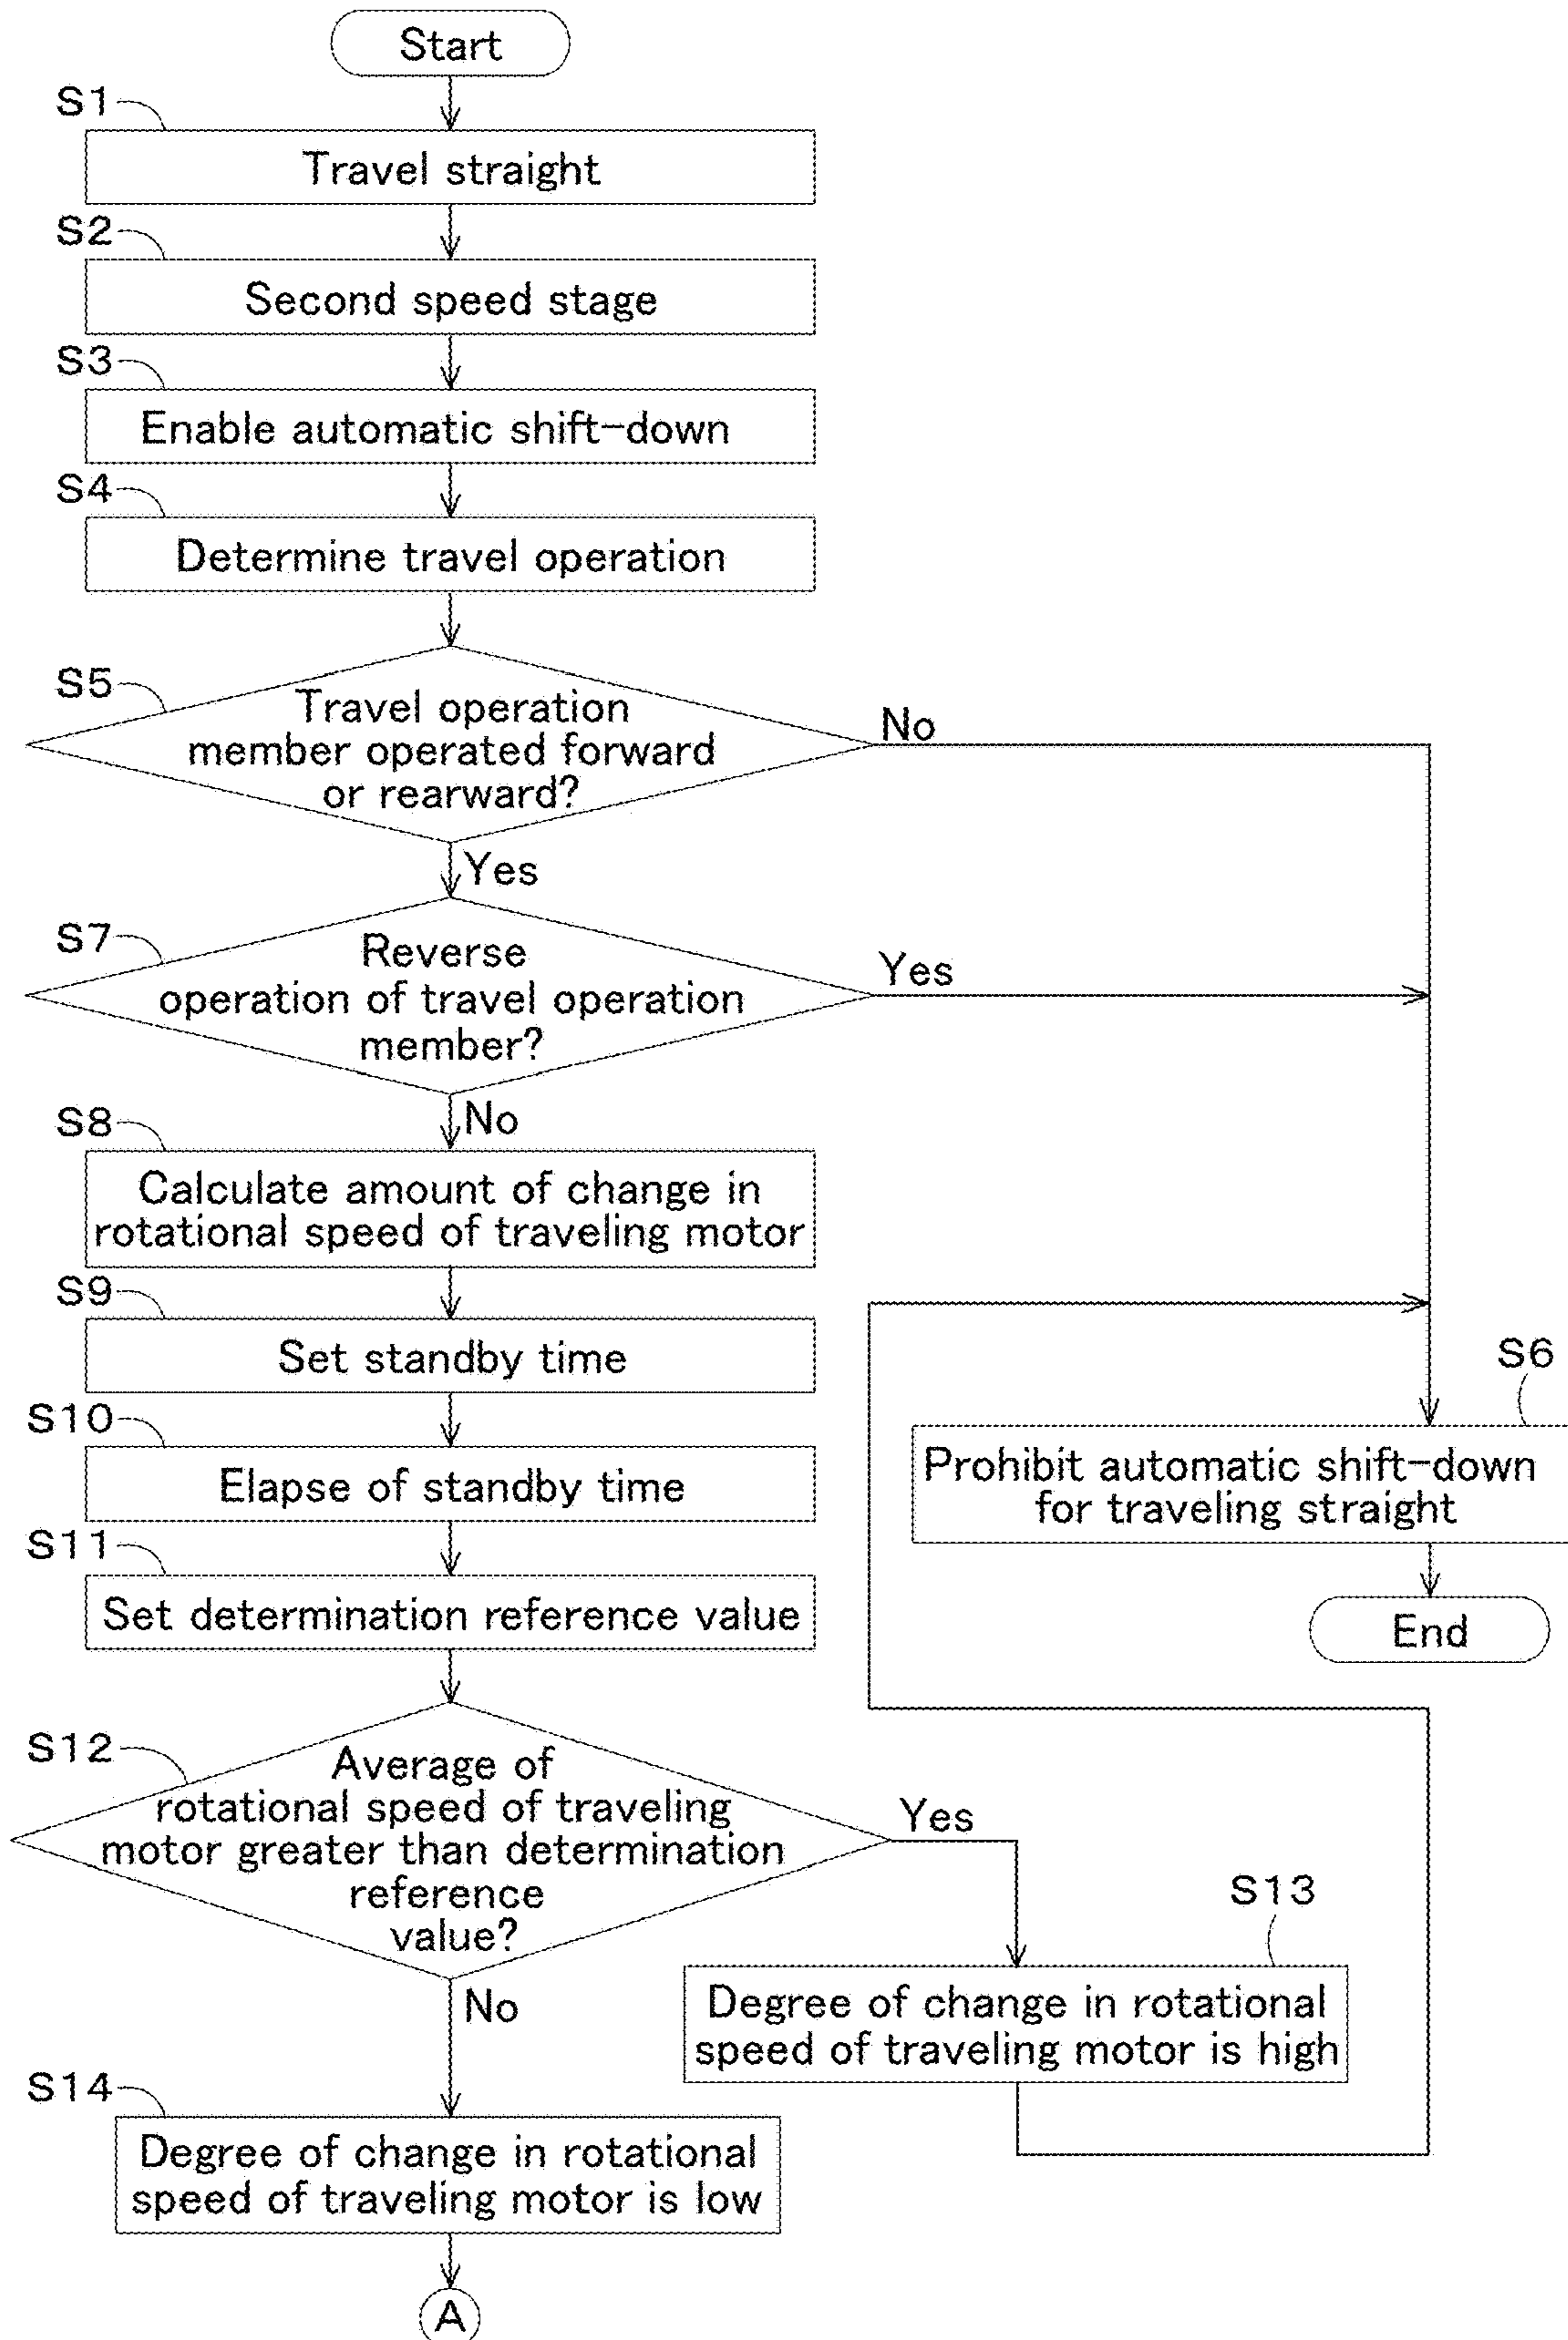 Start
S1
Travel straight
S2
Second speed stage
S3
Enable automatic shift-down
S4
Determine travel operation
S5
Travel operation
member operated forward
or rearward?
No
Yes
S7
Reverse
operation of travel operation
member?
Yes
No
S8
Calculate amount of change in
rotational speed of traveling motor
S9
Set standby time
S10
Elapse of standby time
S6
Prohibit automatic shift-down
for traveling straight
End
S11
Set determination reference value
S12
Average of
rotational speed of traveling
motor greater than determination
reference
value?
Yes
No
S13
Degree of change in rotational
speed of traveling motor is high
S14
Degree of change in rotational
speed of traveling motor is low
A